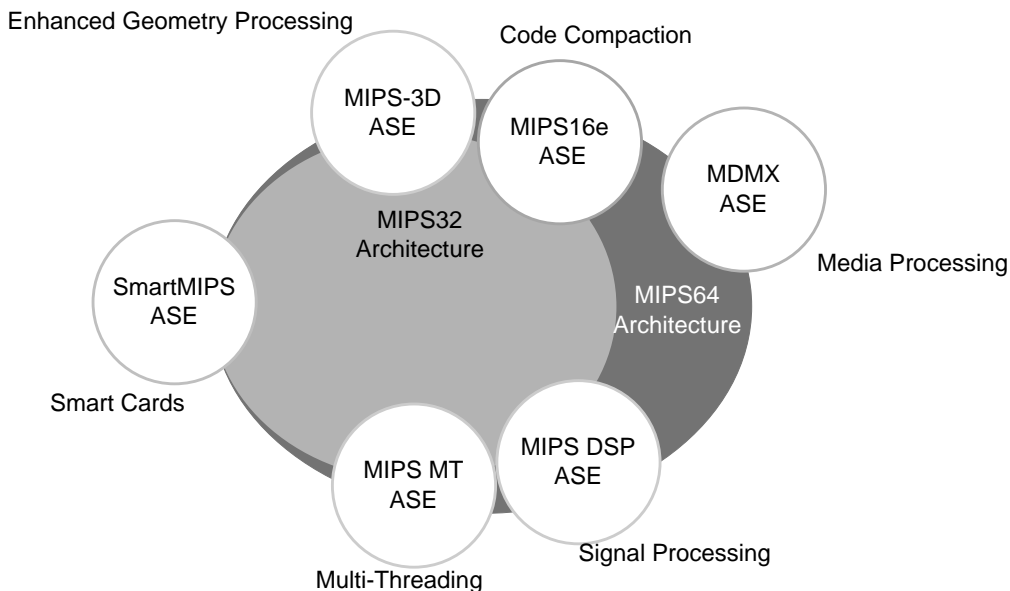 Enhanced Geometry Processing
Code Compaction
MIPS-3D
ASE
MIPS16e
ASE
MDMX
ASE
MIPS32
Architecture
Media Processing
SmartMIPS
ASE
MIPS64
Architecture
Smart Cards
MIPS MT
ASE
MIPS DSP
ASE
Signal Processing
Multi-Threading